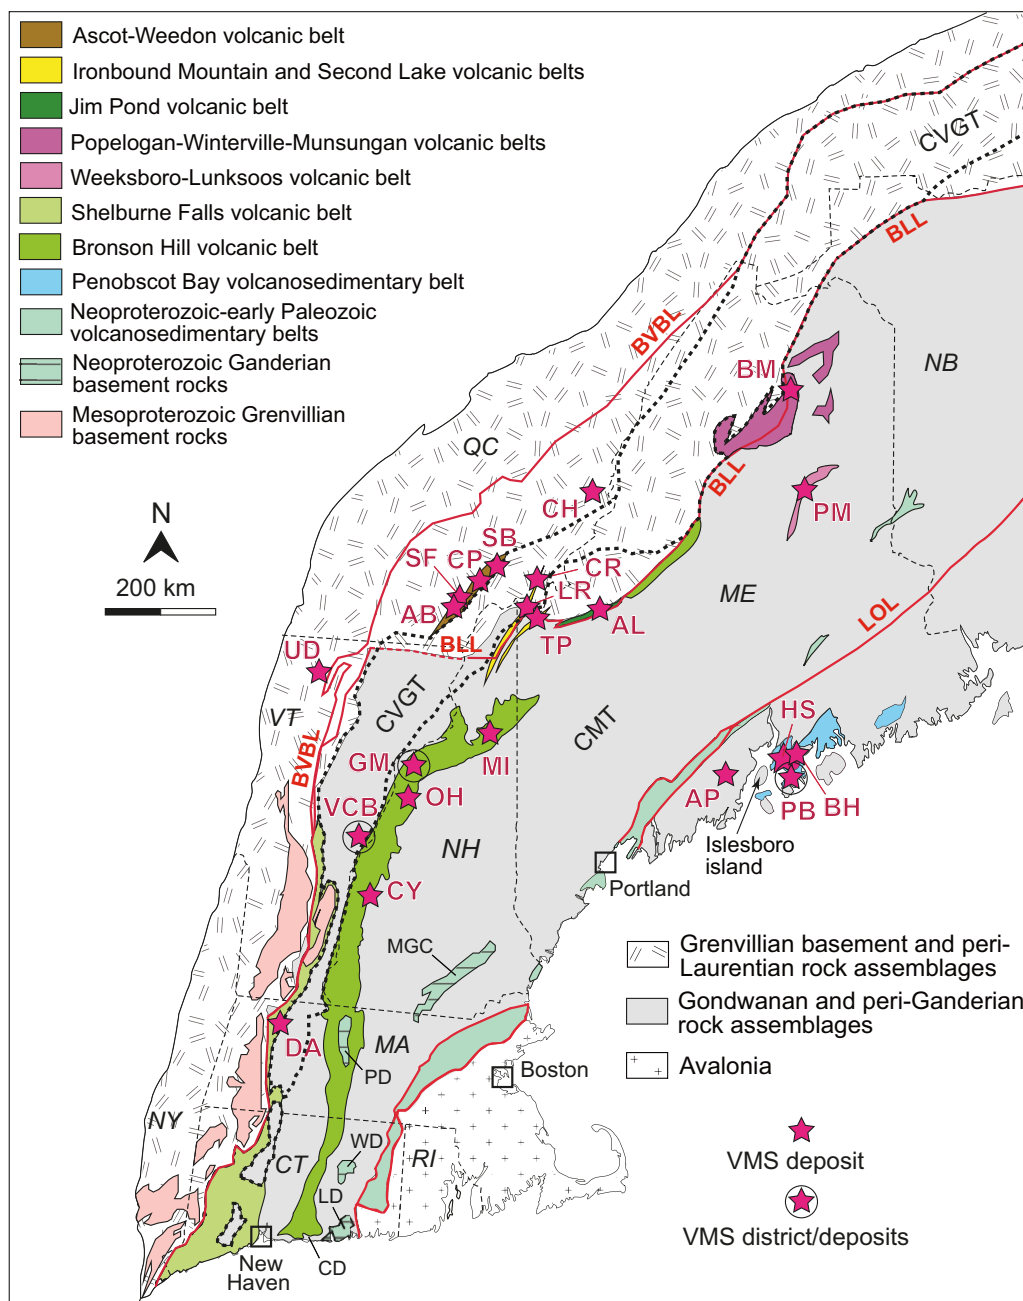 Ascot-Weedon volcanic belt
Ironbound Mountain and Second Lake volcanic belts
Jim Pond volcanic belt
Popelogan-Winterville-Munsungan volcanic belts
Weeksboro-Lunksoos volcanic belt
Shelburne Falls volcanic belt
Bronson Hill volcanic belt
Penobscot Bay volcanosedimentary belt
Neoproterozoic-early Paleozoic
volcanosedimentary belts
Neoproterozoic Ganderian
basement rocks
Mesoproterozoic Grenvillian
basement rocks
CVGT
BLL
BVBL
NB
BM
QC
BLL
N
CH
PM
200 km
SB
SF
CP
CR
LR
ME
AB
AL
LOL
TP
BLL
UD
CVGT
VT
CMT
HS
BVBL
GM
MI
AP
PB
BH
OH
VCB
Islesboro
island
NH
Portland
CY
MGC
Grenvillian basement and peri-
Laurentian rock assemblages
Gondwanan and peri-Ganderian
rock assemblages
DA
MA
PD
Boston
Avalonia
NY
WD
CT
RI
VMS deposit
LD
New
Haven
CD
VMS district/deposits